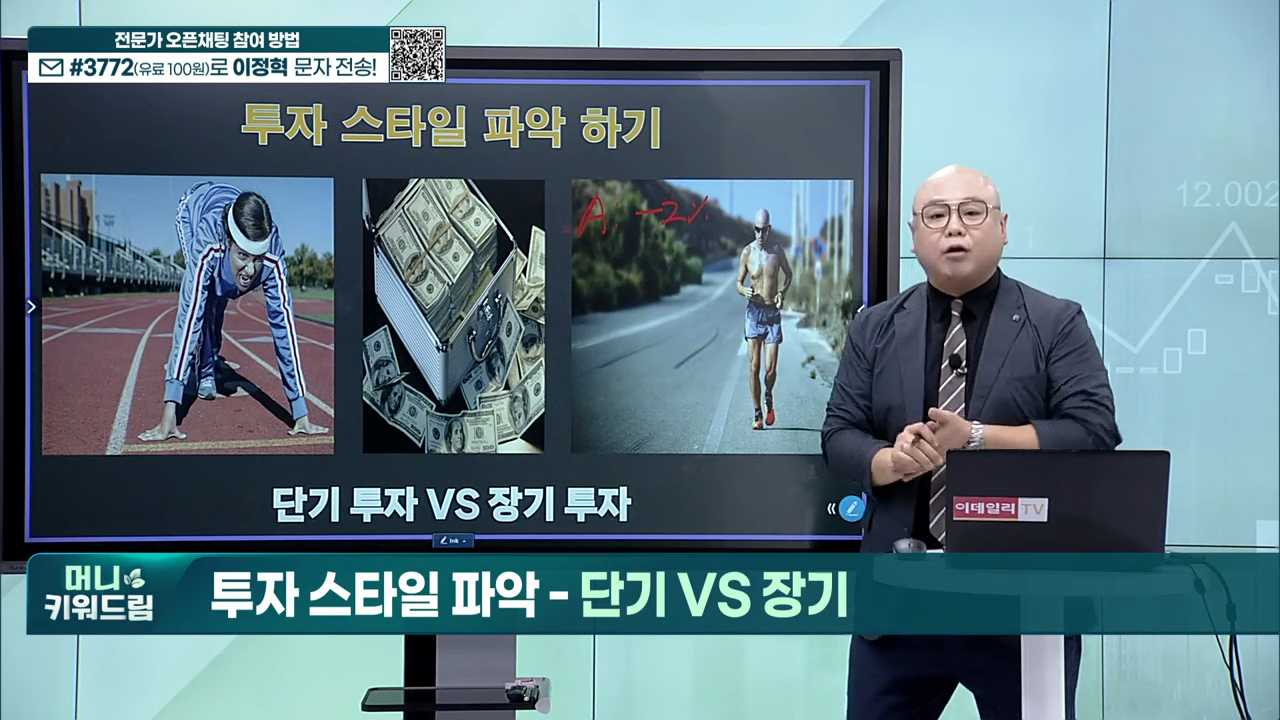 전문가 오픈채팅 참여 방법
#3772(유료 100원)로 이정혁 문자 전송!
투자 스타일 파악 하기
A: -2%
12.002
단기 투자 VS 장기 투자
Ink
이데일리 TV
머니
키워드림
투자 스타일 파악 - 단기 VS 장기